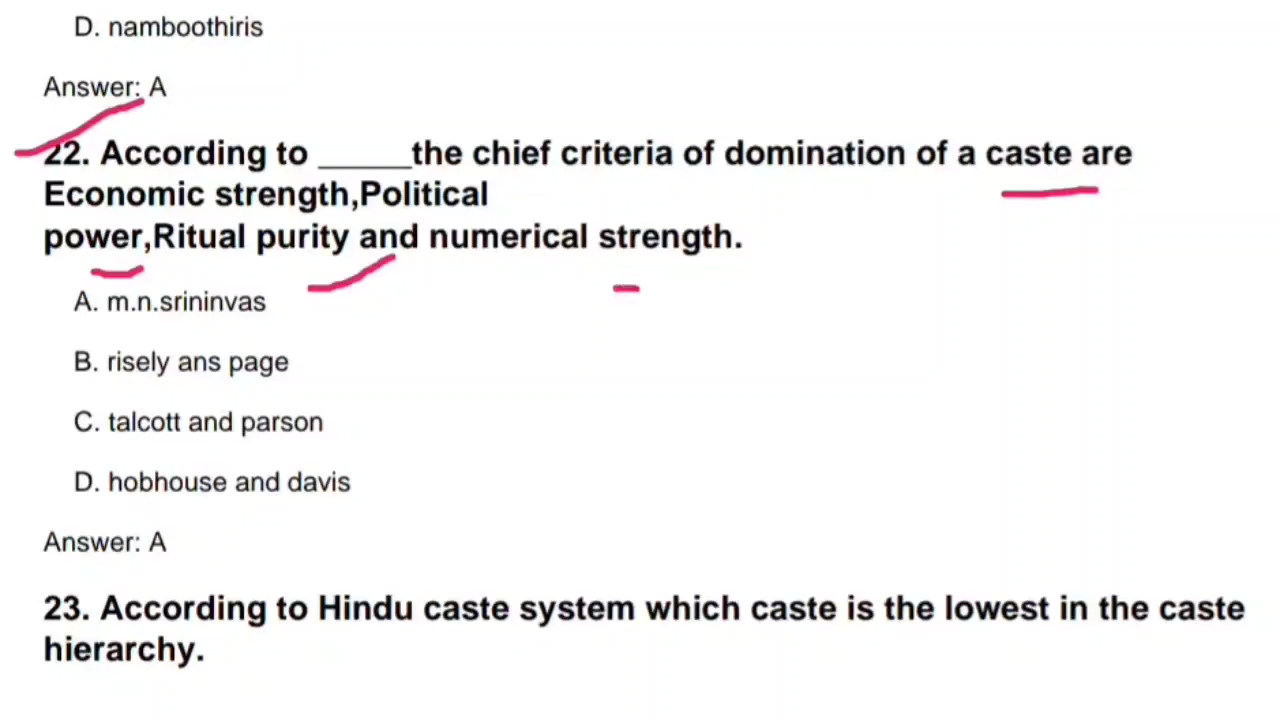 D. namboothiris
Answer: A
22. According to _____the chief criteria of domination of a caste are
Economic strength,Political
power,Ritual purity and numerical strength.
A. m.n.srininvas
B. risely ans page
C. talcott and parson
D. hobhouse and davis
Answer: A
23. According to Hindu caste system which caste is the lowest in the caste
hierarchy.